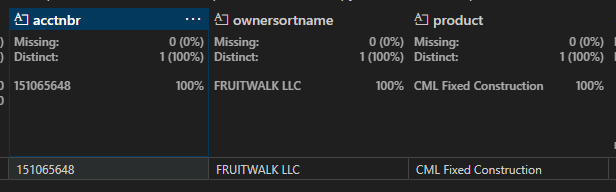 acctnbr ... ownersortname product
Missing: 0 (0%) Missing: 0 (0%) Missing: 0 (0%)
Distinct: 1 (100%) Distinct: 1 (100%) Distinct: 1 (100%)
151065648 100% FRUITWALK LLC 100% CML Fixed Construction 100%
151065648 FRUITWALK LLC CML Fixed Construction